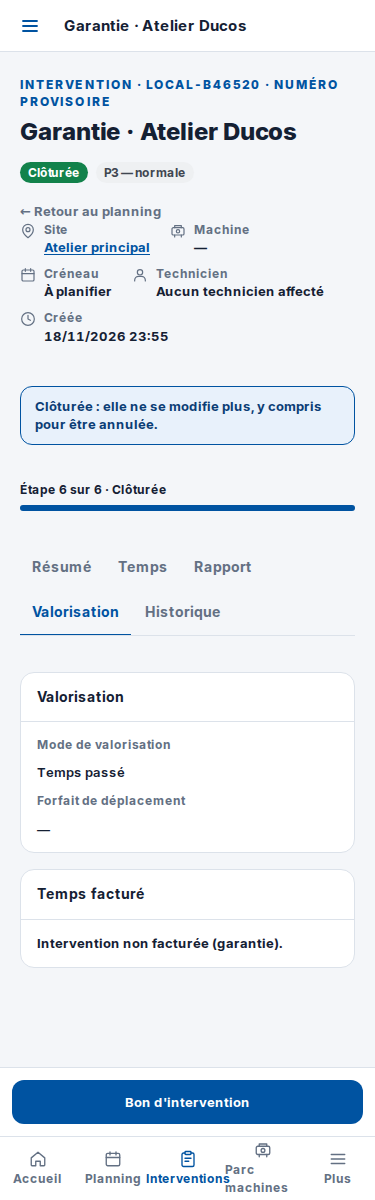 Garantie · Atelier Ducos
INTERVENTION · LOCAL-B46520 · NUMÉRO
PROVISOIRE
Garantie · Atelier Ducos
Clôturée
P3 — normale
← Retour au planning
Site
Atelier principal
Machine
—
Créneau
À planifier
Technicien
Aucun technicien affecté
Créée
18/11/2026 23:55
Clôturée : elle ne se modifie plus, y compris
pour être annulée.
Étape 6 sur 6 · Clôturée
Résumé
Temps
Rapport
Valorisation
Historique
Valorisation
Mode de valorisation
Temps passé
Forfait de déplacement
—
Temps facturé
Intervention non facturée (garantie).
Bon d'intervention
Accueil
Planning
Interventions
Parc
machines
Plus